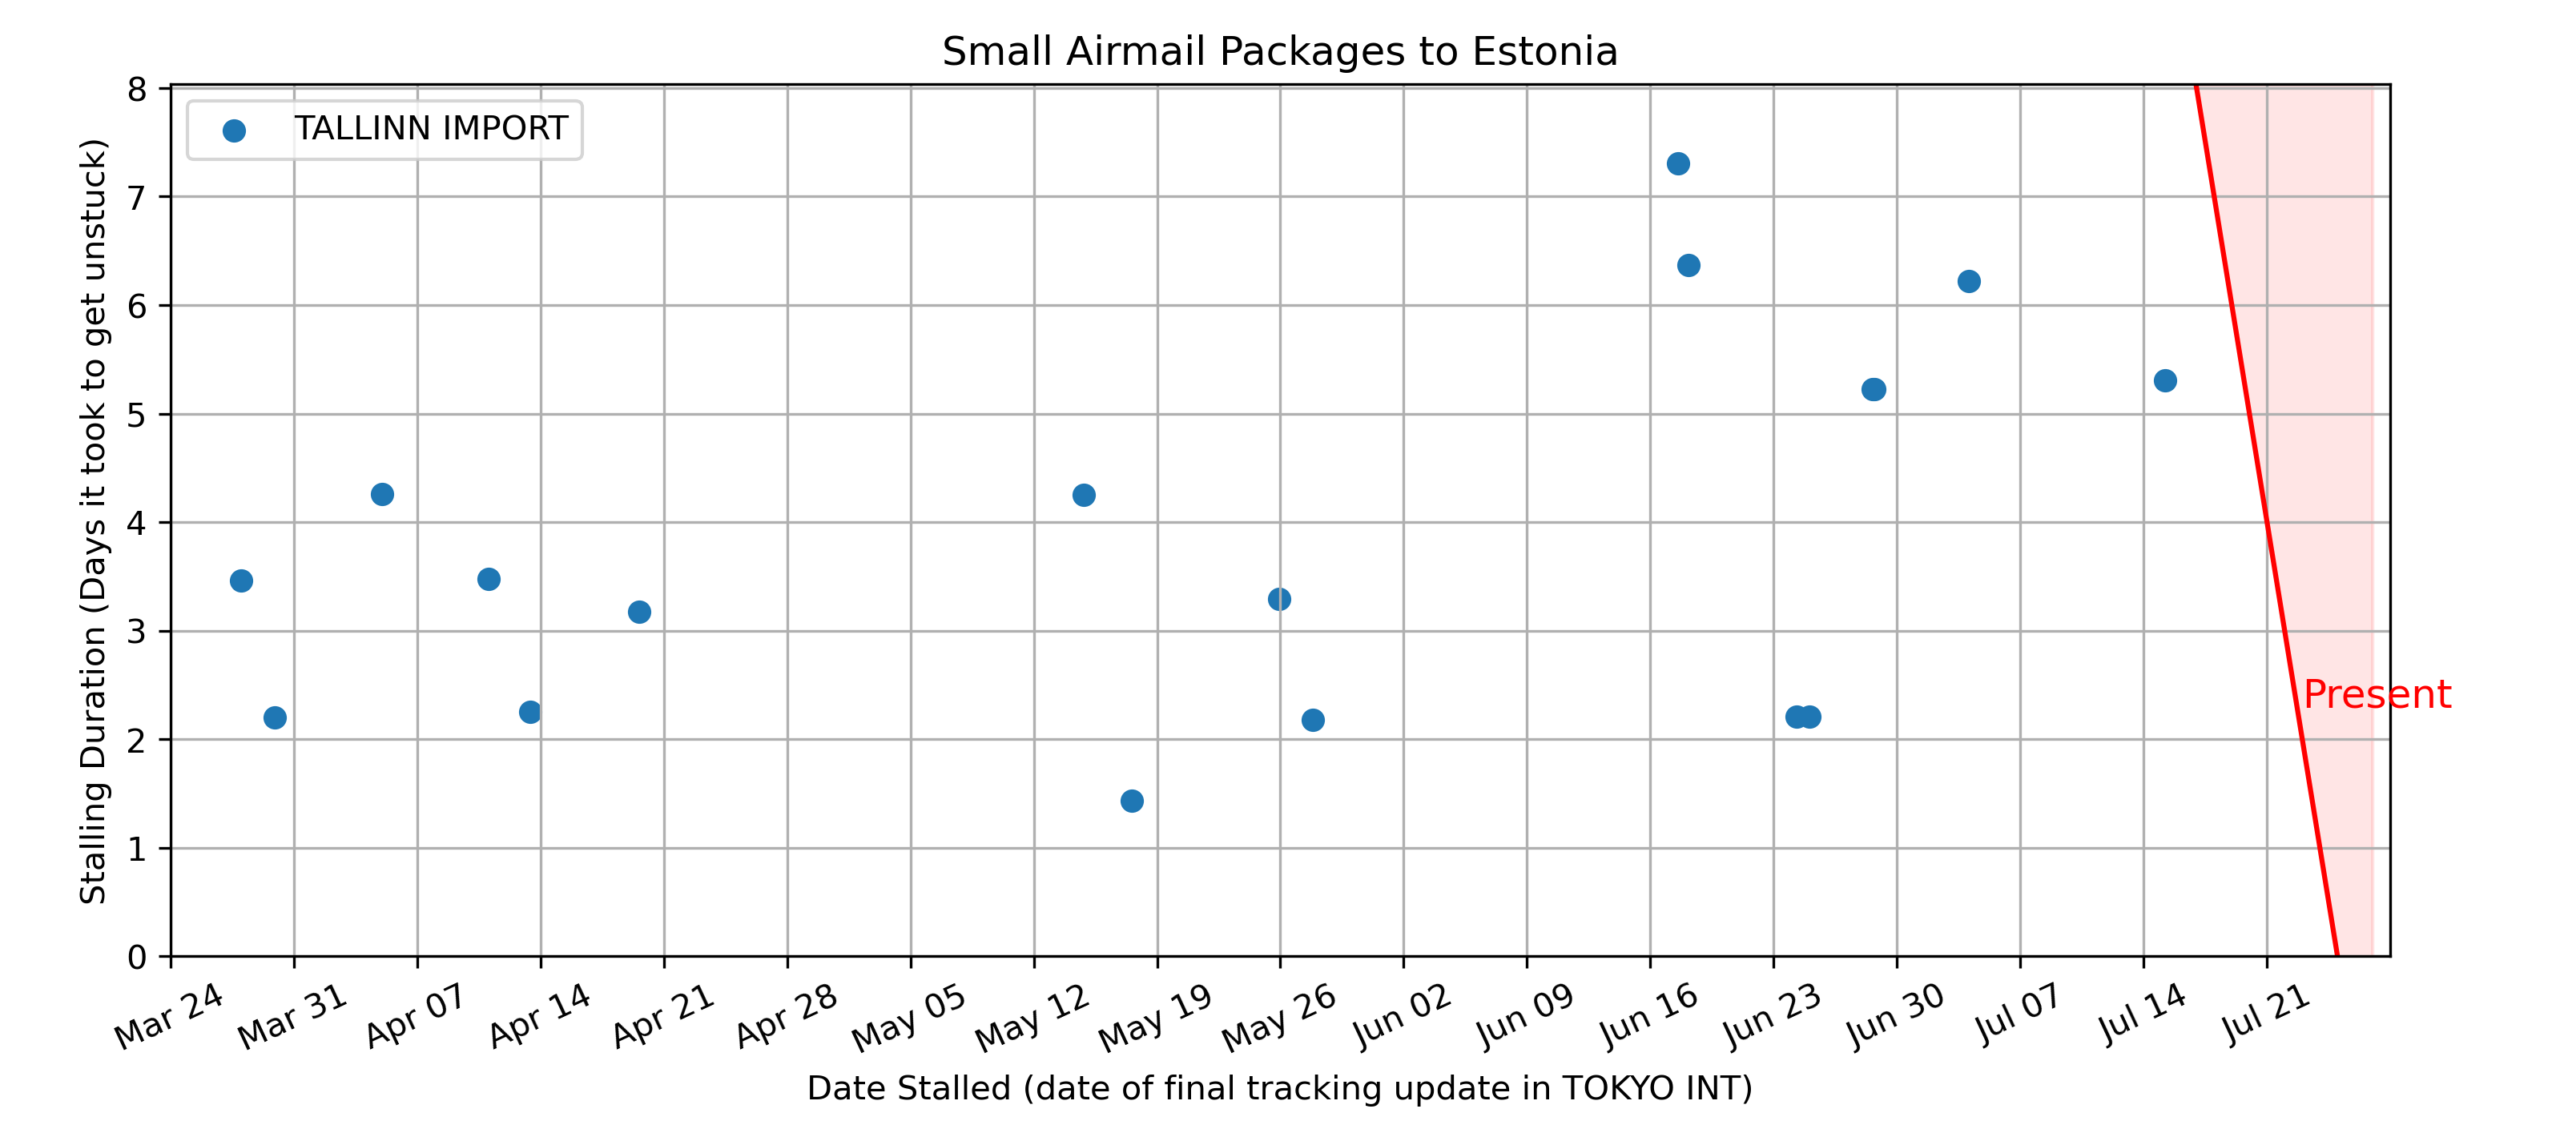 Small Airmail Packages to Estonia
TALLINN IMPORT
Stalling Duration (Days it took to get unstuck)
8
7
6
5
4
3
2
1
0
Present
Mar 24
Mar 31
Apr 07
Apr 14
Apr 21
Apr 28
May 05
May 12
May 19
May 26
Jun 02
Jun 09
Jun 16
Jun 23
Jun 30
Jul 07
Jul 14
Jul 21
Date Stalled (date of final tracking update in TOKYO INT)